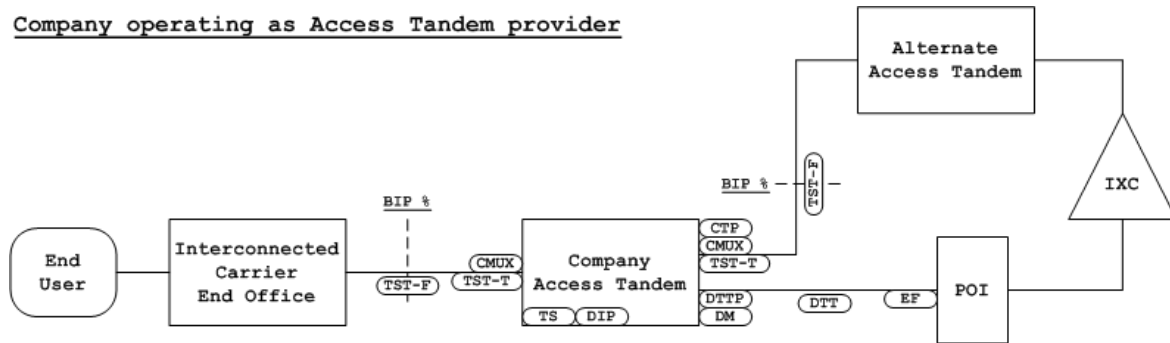 Company operating as Access Tandem provider
Alternate
Access Tandem
TST-F
BIP %
IXC
BIP %
End
User
Interconnected
Carrier
End Office
TST-F
CMUX
TST-T
Company
Access Tandem
TS
DIP
CTP
CMUX
TST-T
DTTP
DM
DTT
EF
POI